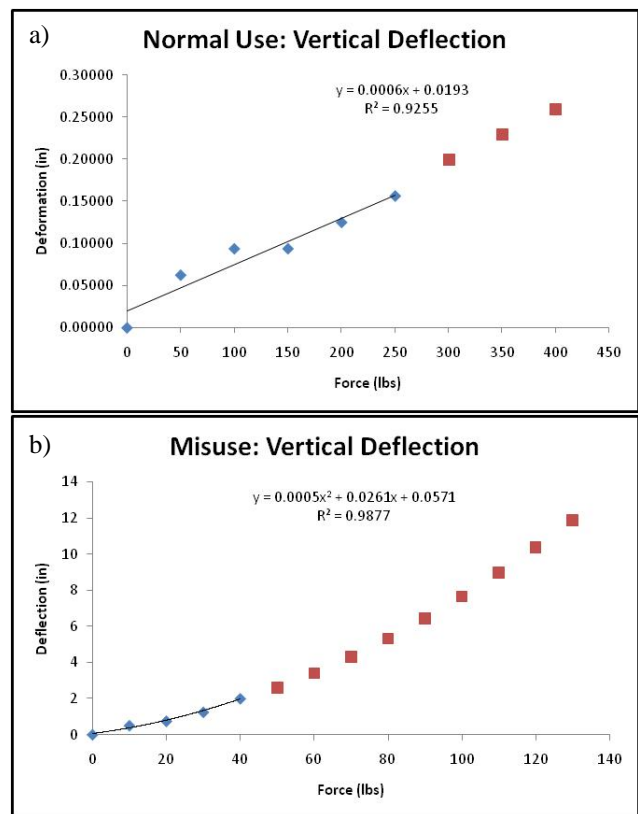 a)
Normal Use: Vertical Deflection
0.30000
0.25000
0.20000
0.15000
0.10000
0.05000
0.00000
Deformation (in)
y = 0.0006x + 0.0193
R² = 0.9255
0 50 100 150 200 250 300 350 400 450
Force (lbs)
b)
Misuse: Vertical Deflection
14
12
10
8
6
4
2
0
Deflection (in)
y = 0.0005x² + 0.0261x + 0.0571
R² = 0.9877
0 20 40 60 80 100 120 140
Force (lbs)